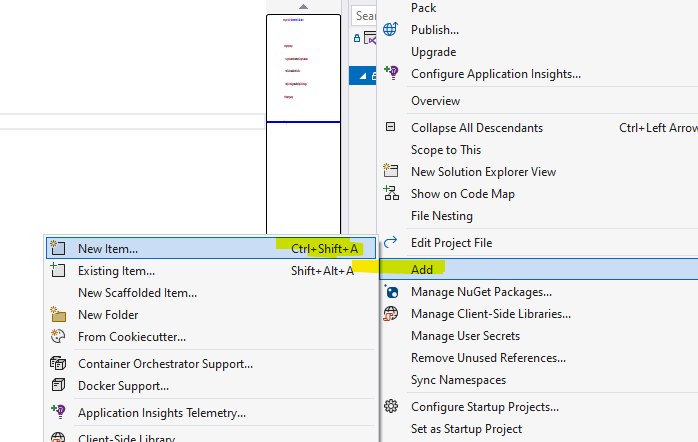 Sear
Pack
Publish...
Upgrade
Configure Application Insights...
Overview
Collapse All Descendants Ctrl+Left Arrow
Scope to This
New Solution Explorer View
Show on Code Map
File Nesting
Edit Project File
Add
Manage NuGet Packages...
Manage Client-Side Libraries...
Manage User Secrets
Remove Unused References...
Sync Namespaces
Configure Startup Projects...
Set as Startup Project
New Item... Ctrl+Shift+A
Existing Item... Shift+Alt+A
New Scaffolded Item...
New Folder
From Cookiecutter...
Container Orchestrator Support...
Docker Support...
Application Insights Telemetry...
Client-Side Library